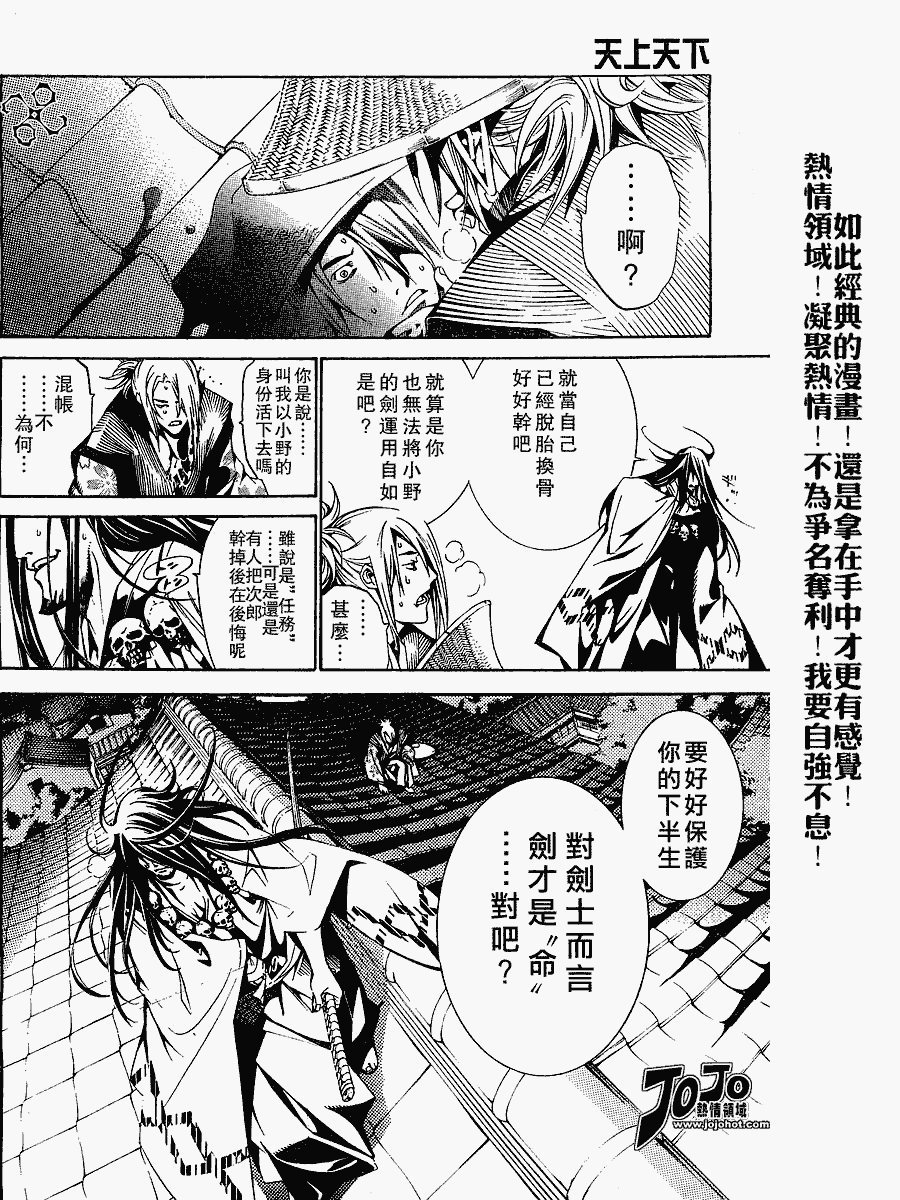 天上天下
如此經典的漫畫！還是拿在手中才更有感覺！
熱情領域！凝聚熱情！不為爭名奪利！我要自強不息！
……啊？
就當自己
已經脫胎換骨
好好幹吧
就算是你
也無法將小野
的劍運用自如
是吧？
……
甚麼…
你是說……
叫我以小野的
身份活下去嗎
混帳
……不
為何…
雖說是〝任務〞
……可是還是
有人把次郎
幹掉後在後悔呢
要好好保護
你的下半生
對劍士而言
劍才是〝命〞
……對吧？
JOJO
熱情領域
www.jojohot.com